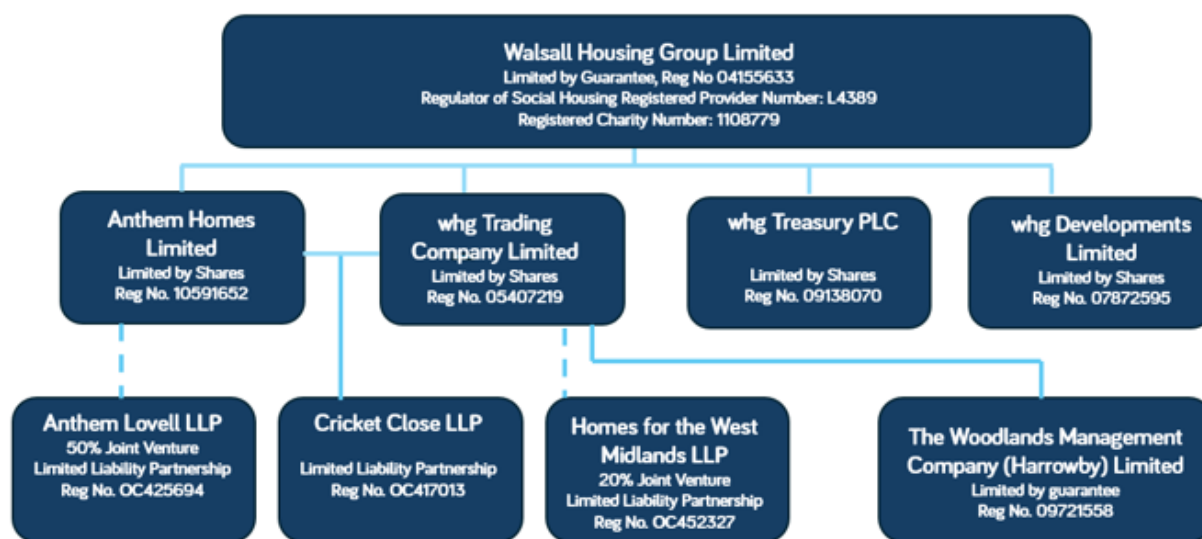 Walsall Housing Group Limited
Limited by Guarantee, Reg No 04155633
Regulator of Social Housing Registered Provider Number: L4389
Registered Charity Number: 1108779
Anthem Homes
Limited
Limited by Shares
Reg No. 10591652
whg Trading
Company Limited
Limited by Shares
Reg No. 05407219
whg Treasury PLC
Limited by Shares
Reg No. 09138070
whg Developments
Limited
Limited by Shares
Reg No. 07872595
Anthem Lovell LLP
50% Joint Venture
Limited Liability Partnership
Reg No. OC425694
Cricket Close LLP
Limited Liability Partnership
Reg No. OC417013
Homes for the West
Midlands LLP
20% Joint Venture
Limited Liability Partnership
Reg No. OC452327
The Woodlands Management
Company (Harrowby) Limited
Limited by guarantee
Reg No. 09721558